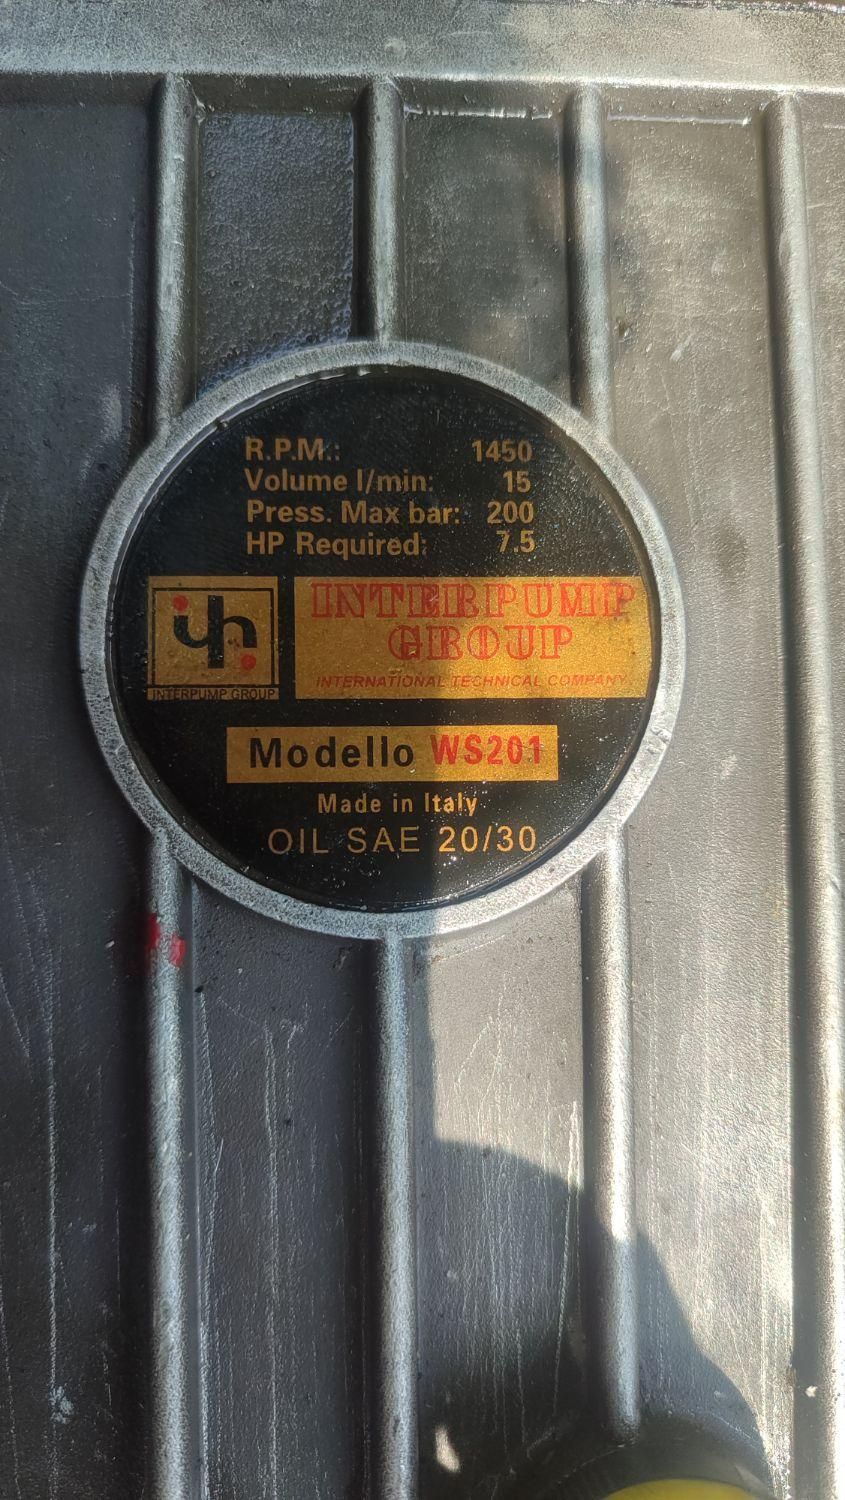 R.P.M.: 1450
Volume l/min: 15
Press. Max bar: 200
HP Required: 7.5
INTERPUMP GROUP
INTERPUMP
GROUP
INTERNATIONAL TECHNICAL COMPANY
Modello WS201
Made in Italy
OIL SAE 20/30